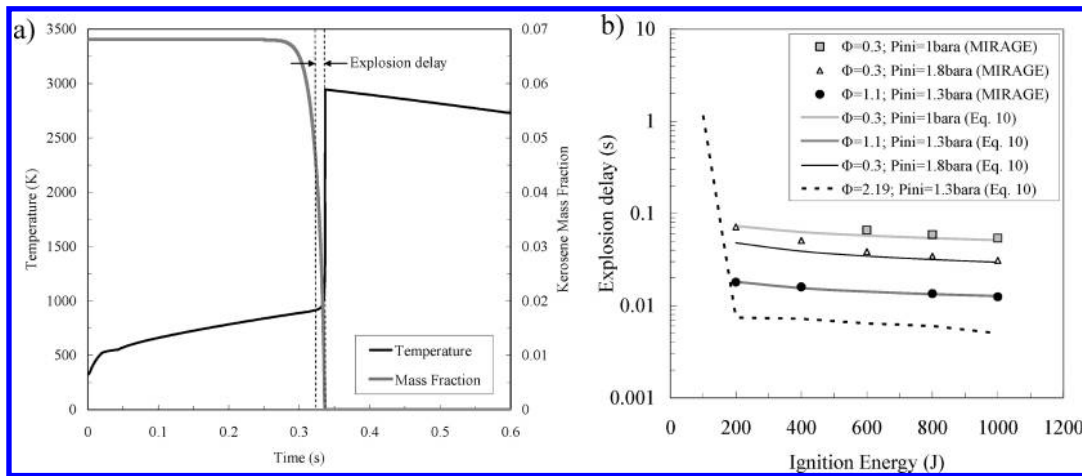 a)
3500
3000
2500
2000
1500
1000
500
0
Temperature (K)
0.07
0.06
0.05
0.04
0.03
0.02
0.01
0
Kerosene Mass Fraction
Explosion delay
Temperature
Mass Fraction
0 0.1 0.2 0.3 0.4 0.5 0.6
Time (s)
b)
10
1
0.1
0.01
0.001
Explosion delay (s)
Φ=0.3; Pini=1bara (MIRAGE)
Φ=0.3; Pini=1.8bara (MIRAGE)
Φ=1.1; Pini=1.3bara (MIRAGE)
Φ=0.3; Pini=1bara (Eq. 10)
Φ=1.1; Pini=1.3bara (Eq. 10)
Φ=0.3; Pini=1.8bara (Eq. 10)
Φ=2.19; Pini=1.3bara (Eq. 10)
0 200 400 600 800 1000 1200
Ignition Energy (J)